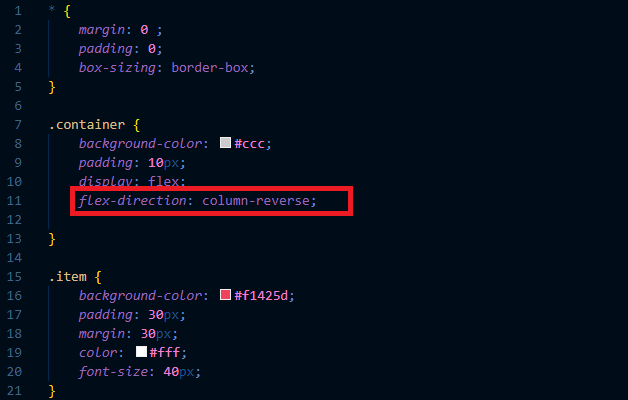 1 * {
2 margin: 0 ;
3 padding: 0;
4 box-sizing: border-box;
5 }
6
7 .container {
8 background-color: #ccc;
9 padding: 10px;
10 display: flex;
11 flex-direction: column-reverse;
12
13 }
14
15 .item {
16 background-color: #f1425d;
17 padding: 30px;
18 margin: 30px;
19 color: #fff;
20 font-size: 40px;
21 }